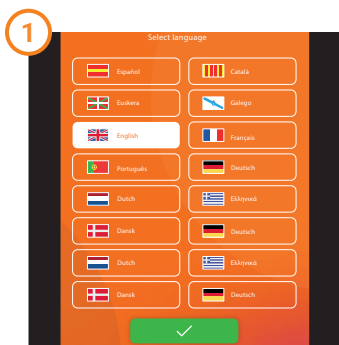 1
Select language
Español
Català
Euskera
Galego
English
Français
Português
Deutsch
Dutch
Ελληνικά
Dansk
Deutsch
Dutch
Ελληνικά
Dansk
Deutsch